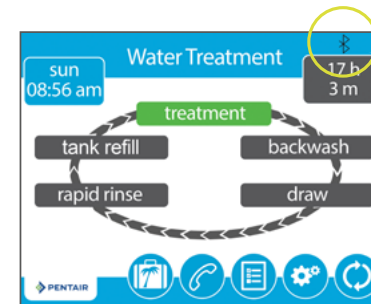 Water Treatment
sun
08:56 am
17 h
3 m
treatment
tank refill
backwash
rapid rinse
draw
PENTAIR